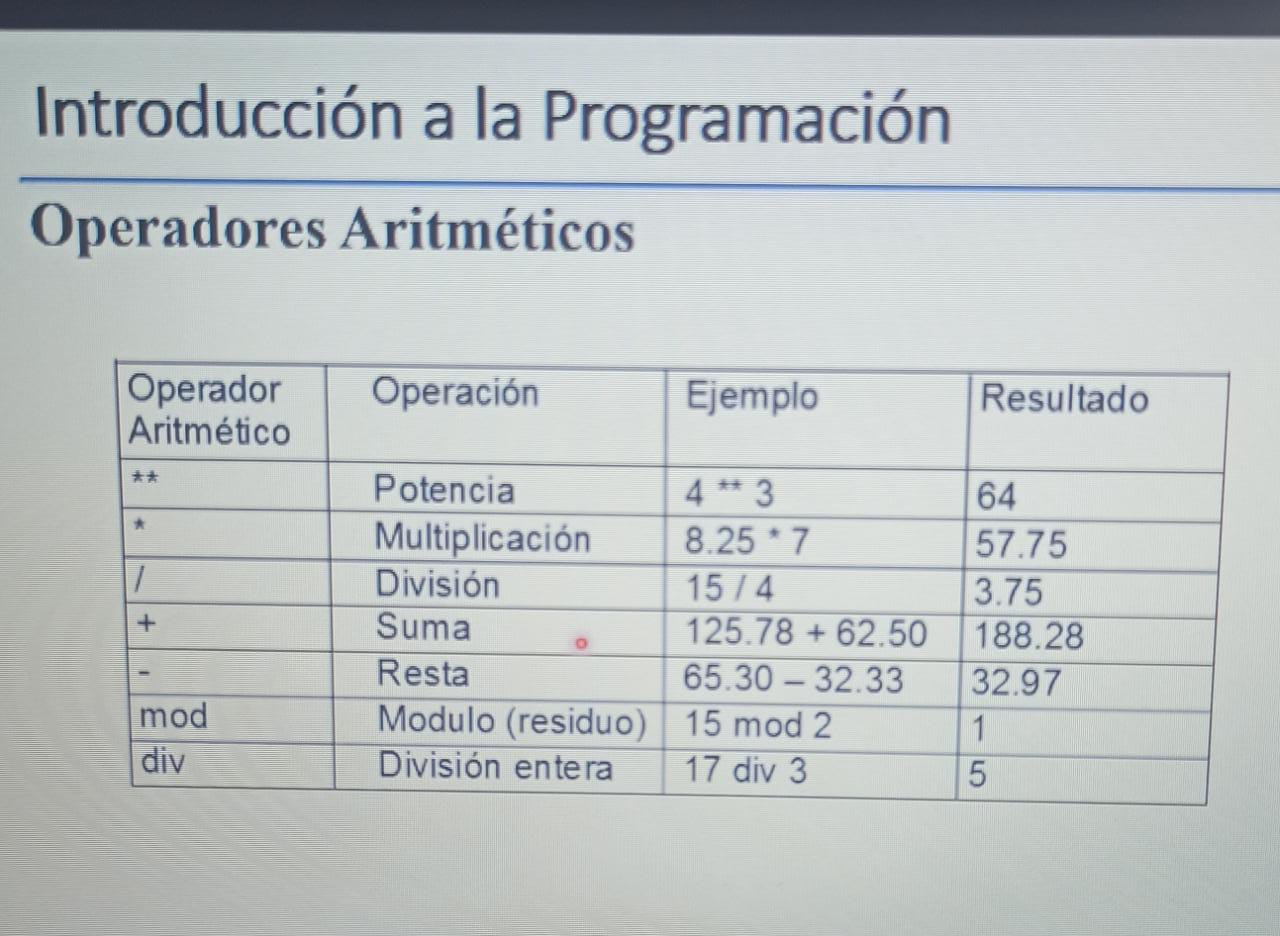 Introducción a la Programación
Operadores Aritméticos
Operador Aritmético Operación Ejemplo Resultado
** Potencia 4 ** 3 64
* Multiplicación 8.25 * 7 57.75
/ División 15 / 4 3.75
+ Suma 125.78 + 62.50 188.28
- Resta 65.30 – 32.33 32.97
mod Modulo (residuo) 15 mod 2 1
div División entera 17 div 3 5